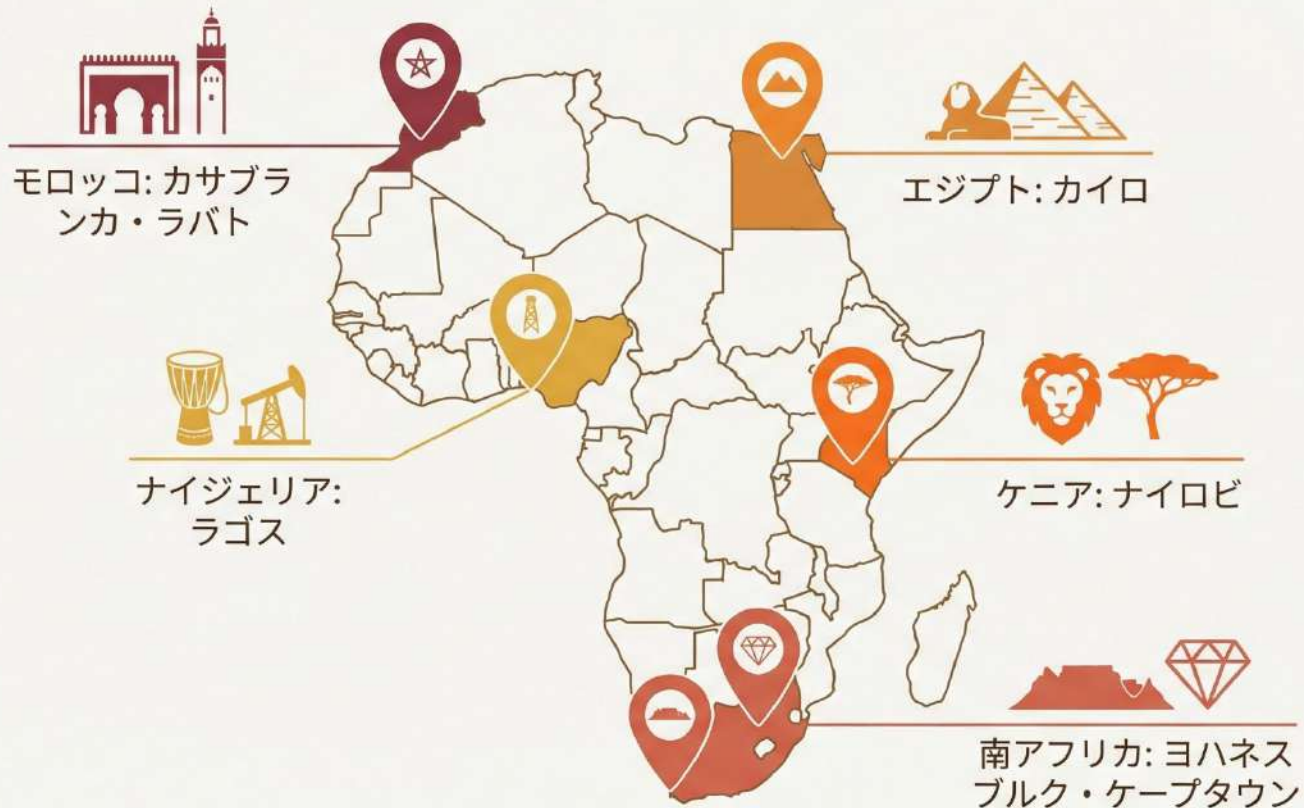 モロッコ: カサブラ
ンカ・ラバト
エジプト: カイロ
ナイジェリア:
ラゴス
ケニア: ナイロビ
南アフリカ: ヨハネス
ブルク・ケープタウン